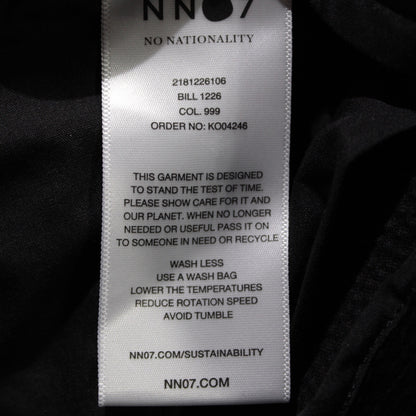 NN07
NO NATIONALITY
2181226106
BILL 1226
COL. 999
ORDER NO: KO04246
THIS GARMENT IS DESIGNED
TO STAND THE TEST OF TIME.
PLEASE SHOW CARE FOR IT AND
OUR PLANET. WHEN NO LONGER
NEEDED OR USEFUL PASS IT ON
TO SOMEONE IN NEED OR RECYCLE
WASH LESS
USE A WASH BAG
LOWER THE TEMPERATURES
REDUCE ROTATION SPEED
AVOID TUMBLE
NN07.COM/SUSTAINABILITY
NN07.COM